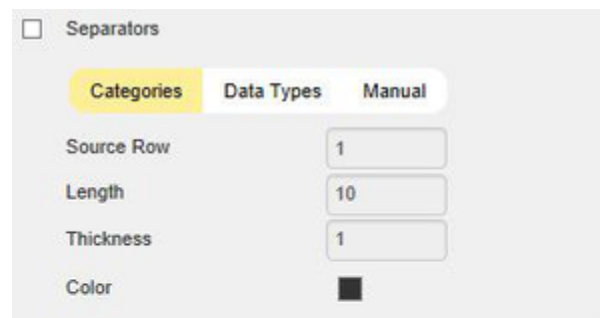 Separators
Categories Data Types Manual
Source Row 1
Length 10
Thickness 1
Color